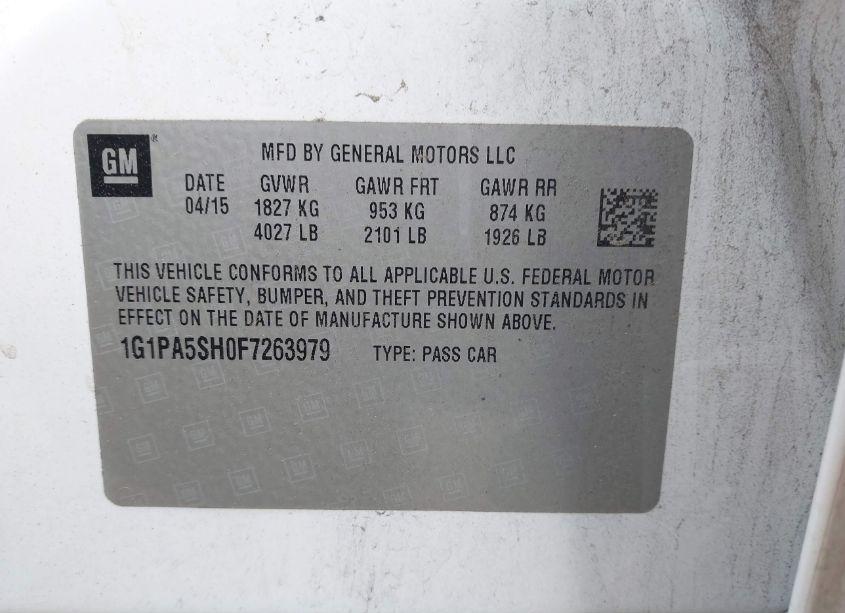 GM ®
MFD BY GENERAL MOTORS LLC
DATE GVWR GAWR FRT GAWR RR
04/15 1827 KG 953 KG 874 KG
4027 LB 2101 LB 1926 LB
THIS VEHICLE CONFORMS TO ALL APPLICABLE U.S. FEDERAL MOTOR
VEHICLE SAFETY, BUMPER, AND THEFT PREVENTION STANDARDS IN
EFFECT ON THE DATE OF MANUFACTURE SHOWN ABOVE.
1G1PA5SH0F7263979 TYPE: PASS CAR